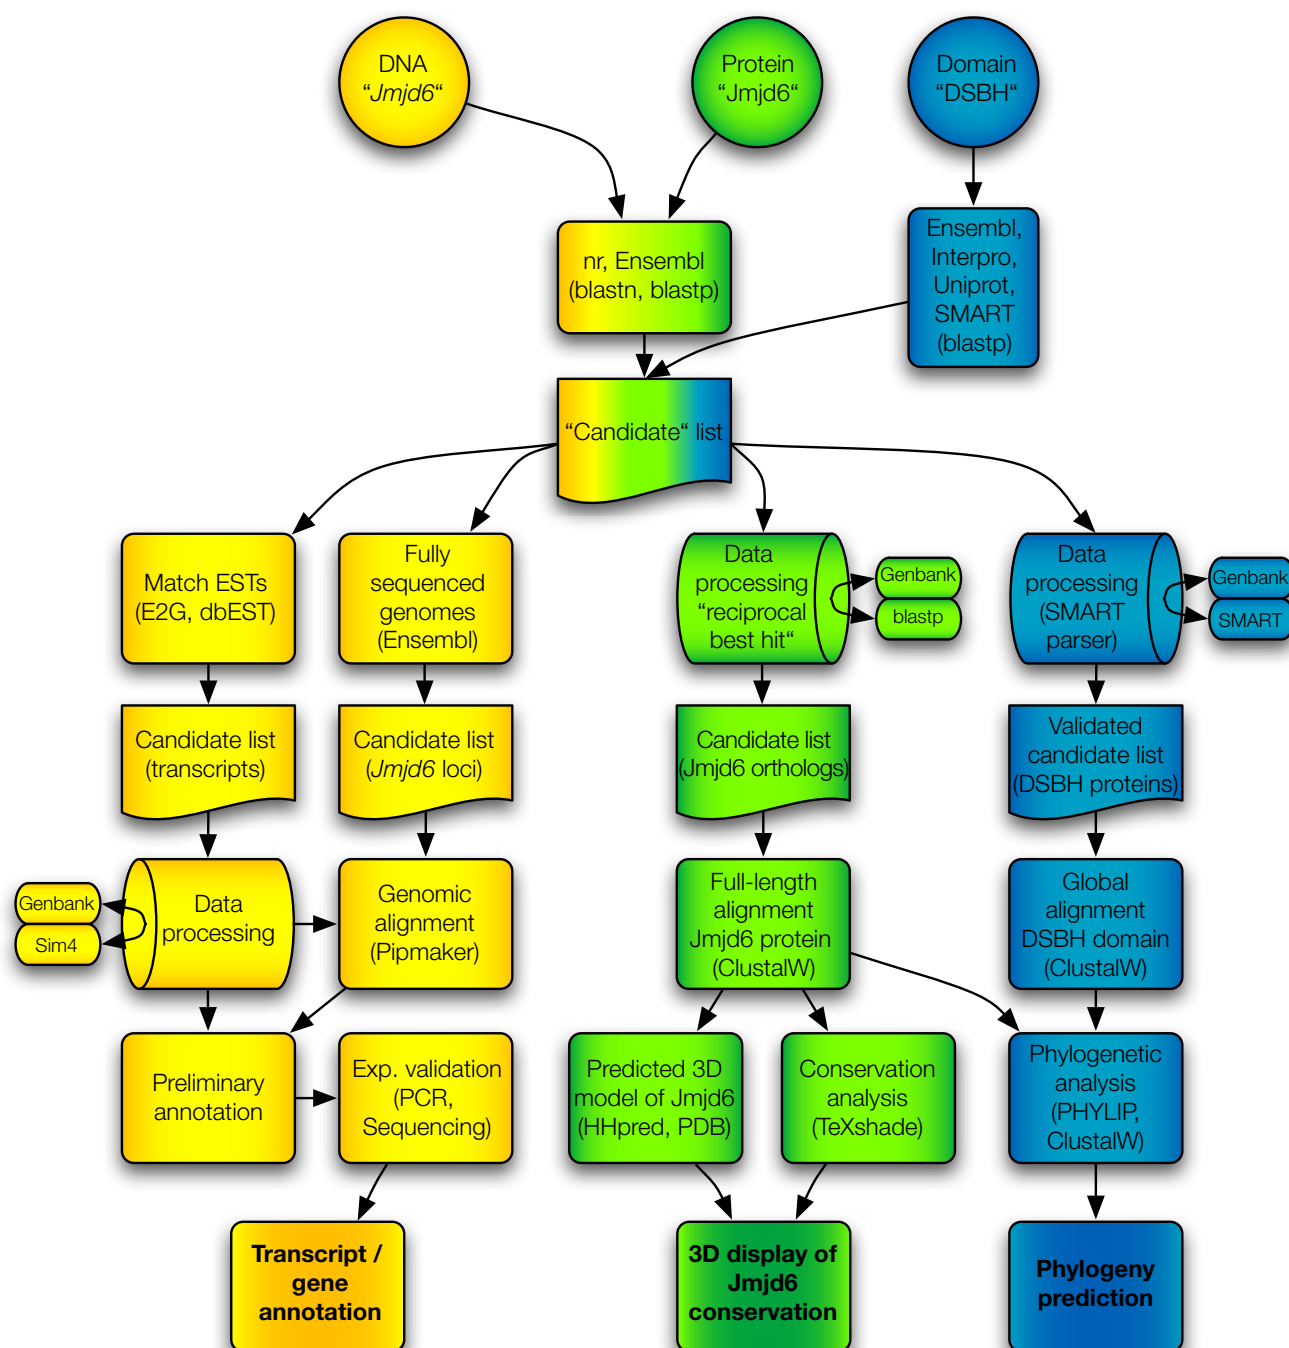 DNA
“Jmjd6“
Protein
“Jmjd6“
Domain
“DSBH“
nr, Ensembl
(blastn, blastp)
Ensembl,
Interpro,
Uniprot,
SMART
(blastp)
“Candidate“ list
Match ESTs
(E2G, dbEST)
Fully
sequenced
genomes
(Ensembl)
Data
processing
“reciprocal
best hit“
Genbank
blastp
Data
processing
(SMART
parser)
Genbank
SMART
Candidate list
(transcripts)
Candidate list
(Jmjd6 loci)
Candidate list
(Jmjd6 orthologs)
Validated
candidate list
(DSBH proteins)
Genbank
Sim4
Data
processing
Genomic
alignment
(Pipmaker)
Full-length
alignment
Jmjd6 protein
(ClustalW)
Global
alignment
DSBH domain
(ClustalW)
Preliminary
annotation
Exp. validation
(PCR,
Sequencing)
Predicted 3D
model of Jmjd6
(HHpred, PDB)
Conservation
analysis
(TeXshade)
Phylogenetic
analysis
(PHYLIP,
ClustalW)
Transcript /
gene
annotation
3D display of
Jmjd6
conservation
Phylogeny
prediction